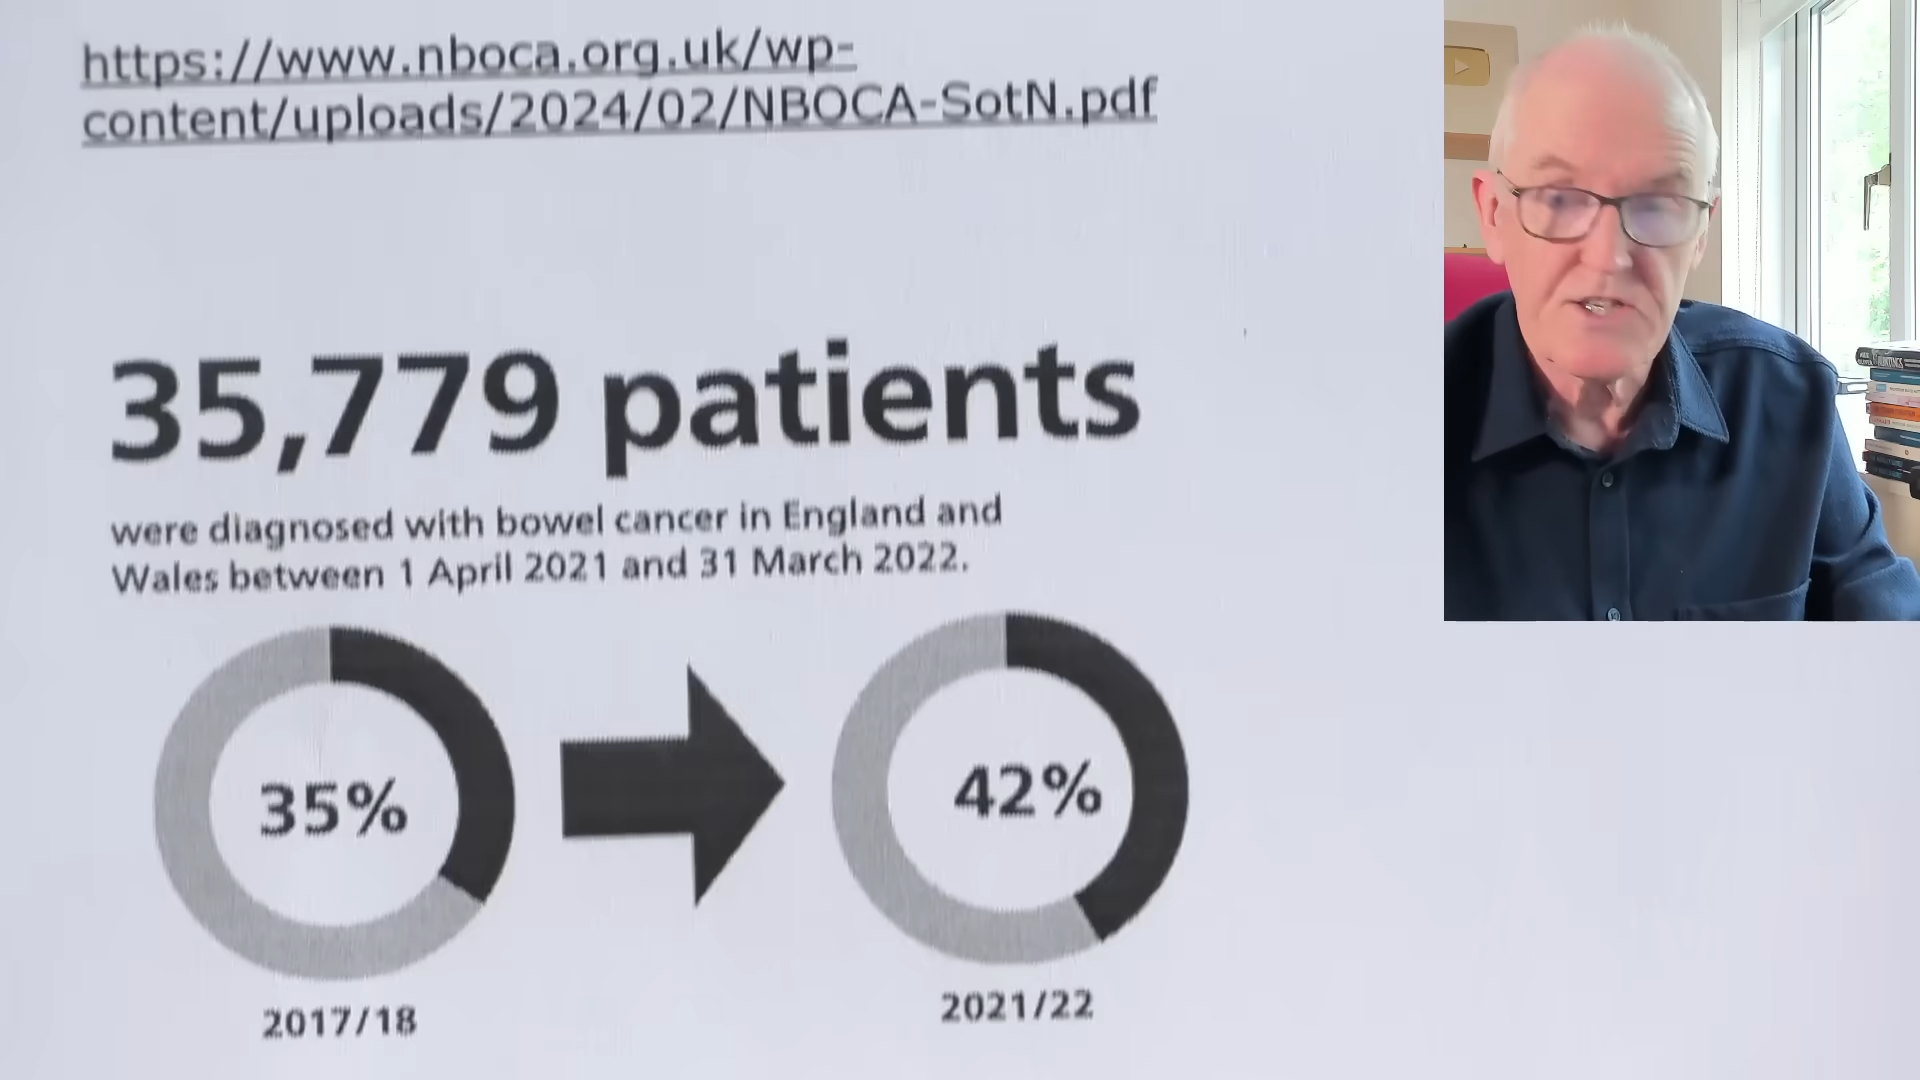 https://www.nboca.org.uk/wp-
content/uploads/2024/02/NBOCA-SotN.pdf
35,779 patients
were diagnosed with bowel cancer in England and
Wales between 1 April 2021 and 31 March 2022.
35%
42%
2017/18
2021/22